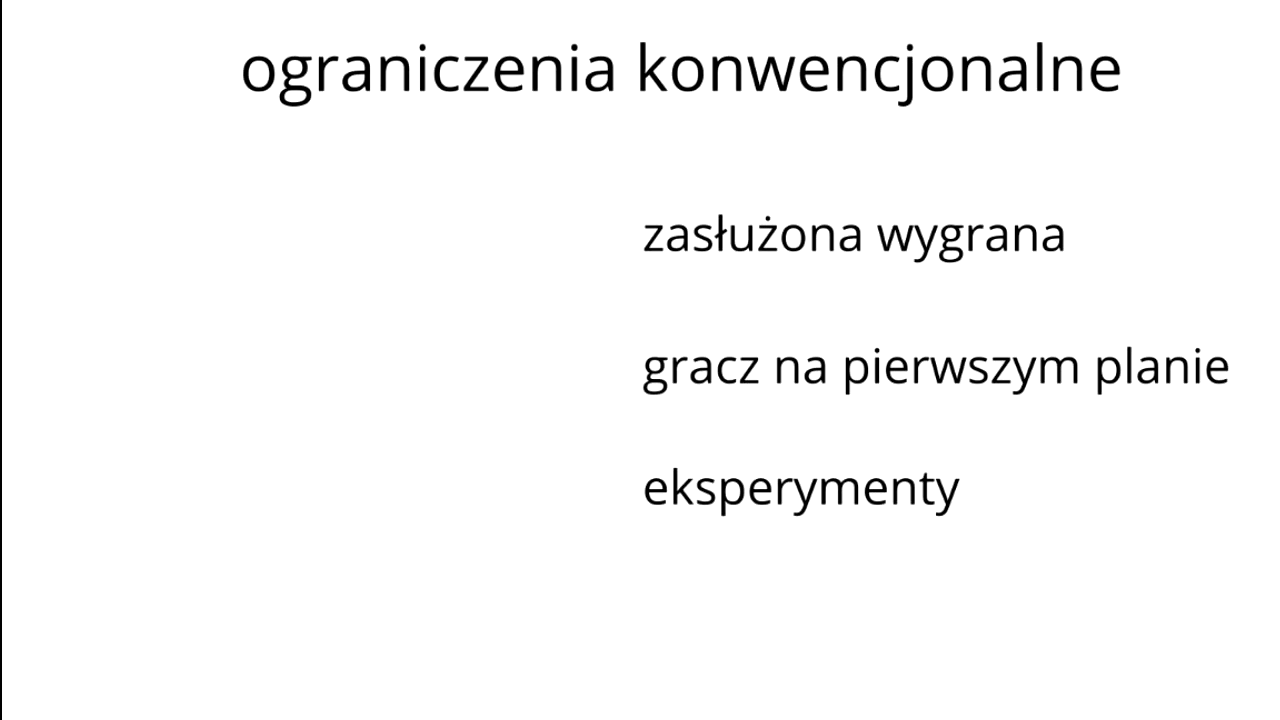 ograniczenia konwencjonalne
zasłużona wygrana
gracz na pierwszym planie
eksperymenty